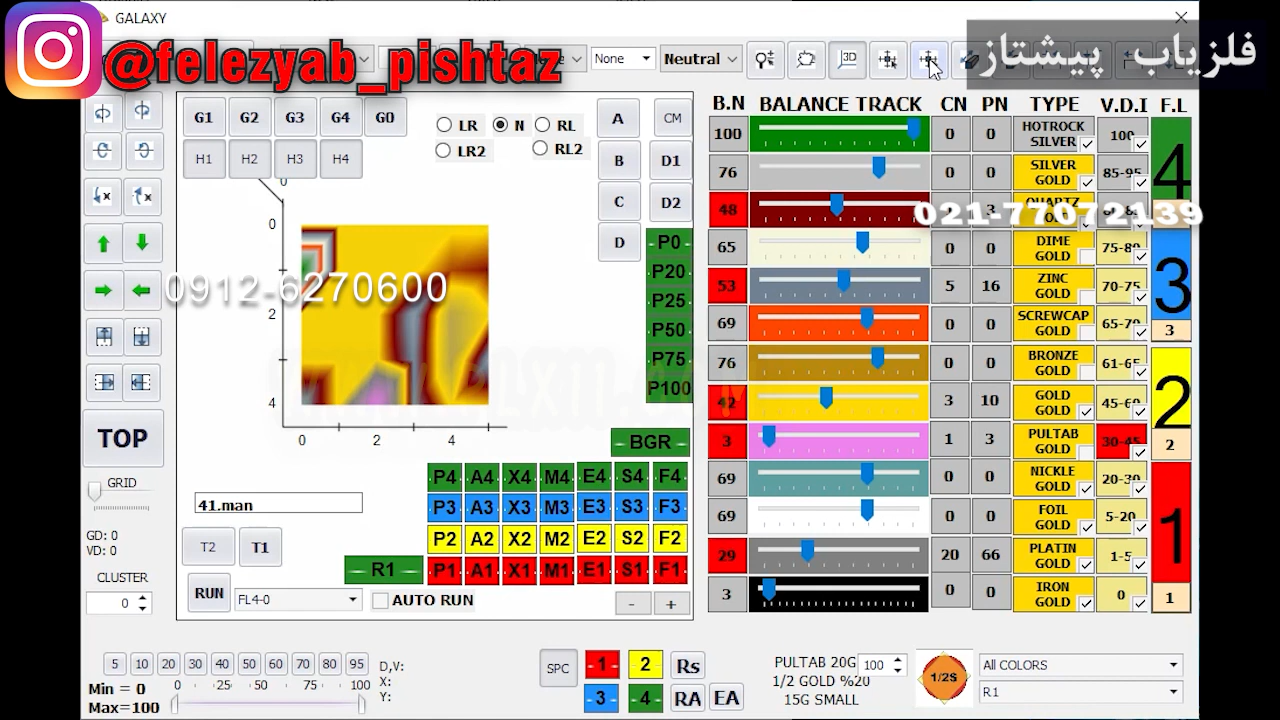 GALAXY
@felezyab_pishtaz
None
Neutral
3D
فلزیاب پیشتاز
G1 G2 G3 G4 G0
H1 H2 H3 H4
LR N RL
LR2 RL2
A CM
B D1
C D2
D
P0
P20
P25
P50
P75
P100
0
0
2
4
0 2 4
0912-6270600
021-77072139
TOP
GRID
GD: 0
VD: 0
CLUSTER
0
41.man
T2 T1
RUN FL4-0
AUTO RUN
R1
BGR
P4 A4 X4 M4 E4 S4 F4
P3 A3 X3 M3 E3 S3 F3
P2 A2 X2 M2 E2 S2 F2
P1 A1 X1 M1 E1 S1 F1
- +
B.N BALANCE TRACK CN PN TYPE V.D.I F.L
100 0 0 HOTROCK SILVER 100
76 0 0 SILVER GOLD 85-95
48 3
65 0 0 DIME GOLD 75-80
53 5 16 ZINC GOLD 70-75
69 0 0 SCREWCAP GOLD 65-70
76 0 0 BRONZE GOLD 61-65
42 3 10 GOLD GOLD 45-60
3 1 3 PULTAB GOLD 30-45
69 0 0 NICKLE GOLD 20-30
69 0 0 FOIL GOLD 5-20
29 20 66 PLATIN GOLD 1-5
3 0 0 IRON GOLD 0
4
3
3
2
2
1
1
5 10 20 30 40 50 60 70 80 95
Min = 0
Max=100
0 25 50 75 100
D,V:
X:
Y:
SPC 1 2 Rs
3 4 RA EA
PULTAB 20G 100
1/2 GOLD %20
15G SMALL
1/2S
All COLORS
R1